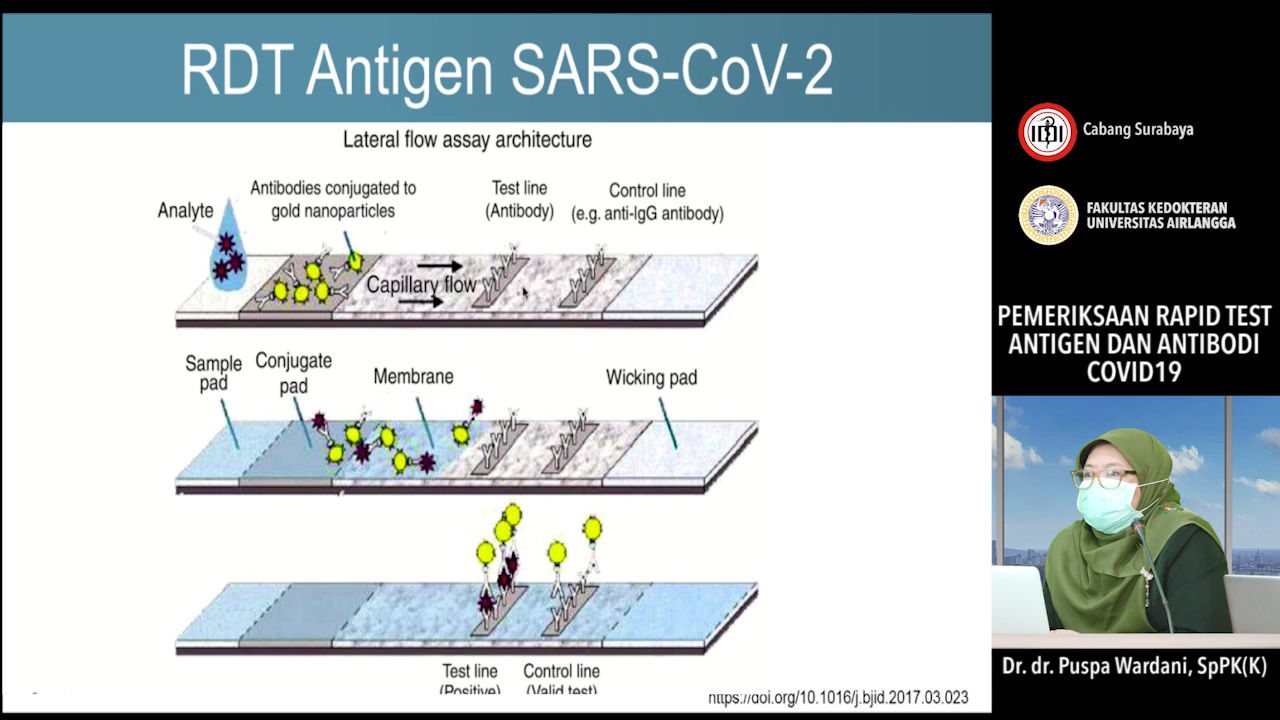 RDT Antigen SARS-CoV-2
Lateral flow assay architecture
Analyte
Antibodies conjugated to
gold nanoparticles
Test line
(Antibody)
Control line
(e.g. anti-IgG antibody)
Capillary flow
Sample
pad
Conjugate
pad
Membrane
Wicking pad
Test line
(Positive)
Control line
(Valid test)
https://doi.org/10.1016/j.bjid.2017.03.023
IDI
Cabang Surabaya
FAKULTAS KEDOKTERAN
UNIVERSITAS AIRLANGGA
PEMERIKSAAN RAPID TEST
ANTIGEN DAN ANTIBODI
COVID19
Dr. dr. Puspa Wardani, SpPK(K)